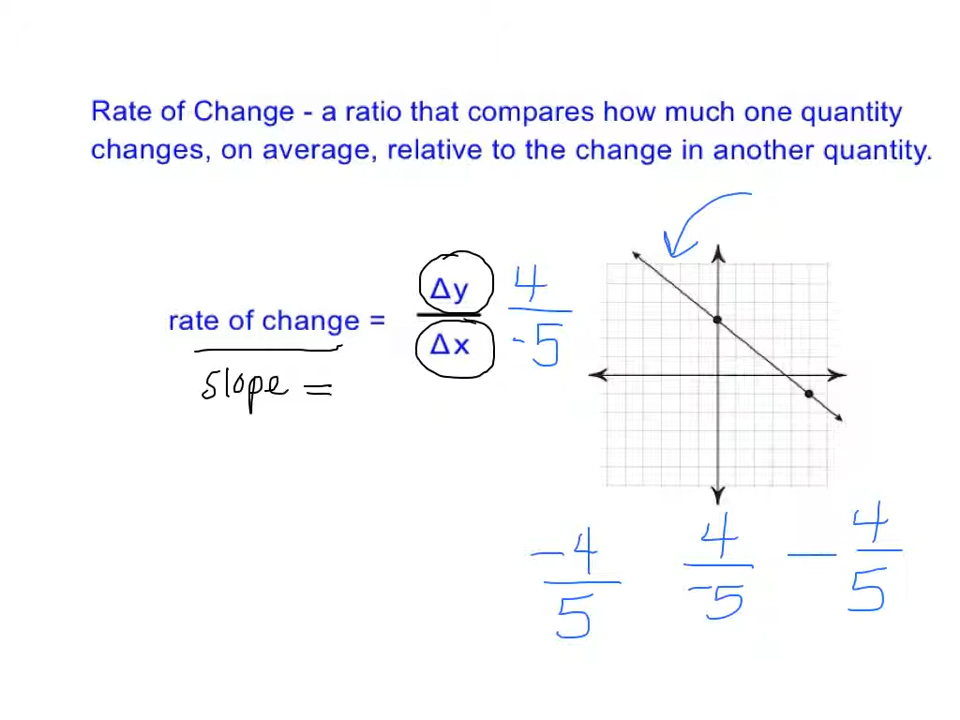 Rate of Change - a ratio that compares how much one quantity
changes, on average, relative to the change in another quantity.
rate of change = Δy/Δx 4/-5
slope =
-4/5 4/-5 -4/5